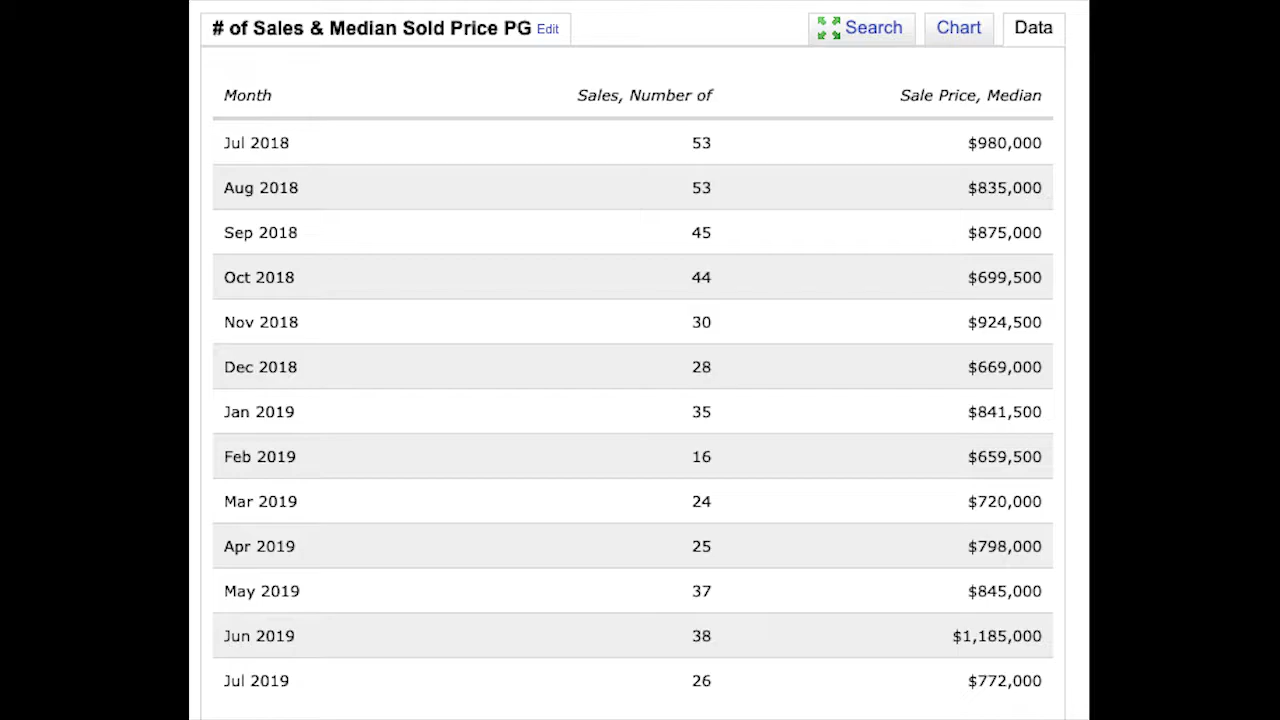 # of Sales & Median Sold Price PG Edit Search Chart Data
Month Sales, Number of Sale Price, Median
Jul 2018 53 $980,000
Aug 2018 53 $835,000
Sep 2018 45 $875,000
Oct 2018 44 $699,500
Nov 2018 30 $924,500
Dec 2018 28 $669,000
Jan 2019 35 $841,500
Feb 2019 16 $659,500
Mar 2019 24 $720,000
Apr 2019 25 $798,000
May 2019 37 $845,000
Jun 2019 38 $1,185,000
Jul 2019 26 $772,000